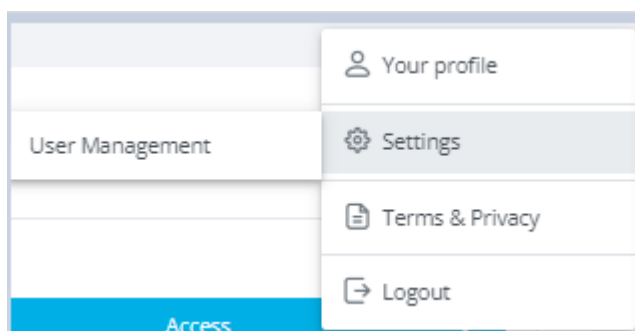 Your profile
User Management
Settings
Terms & Privacy
Logout
Access